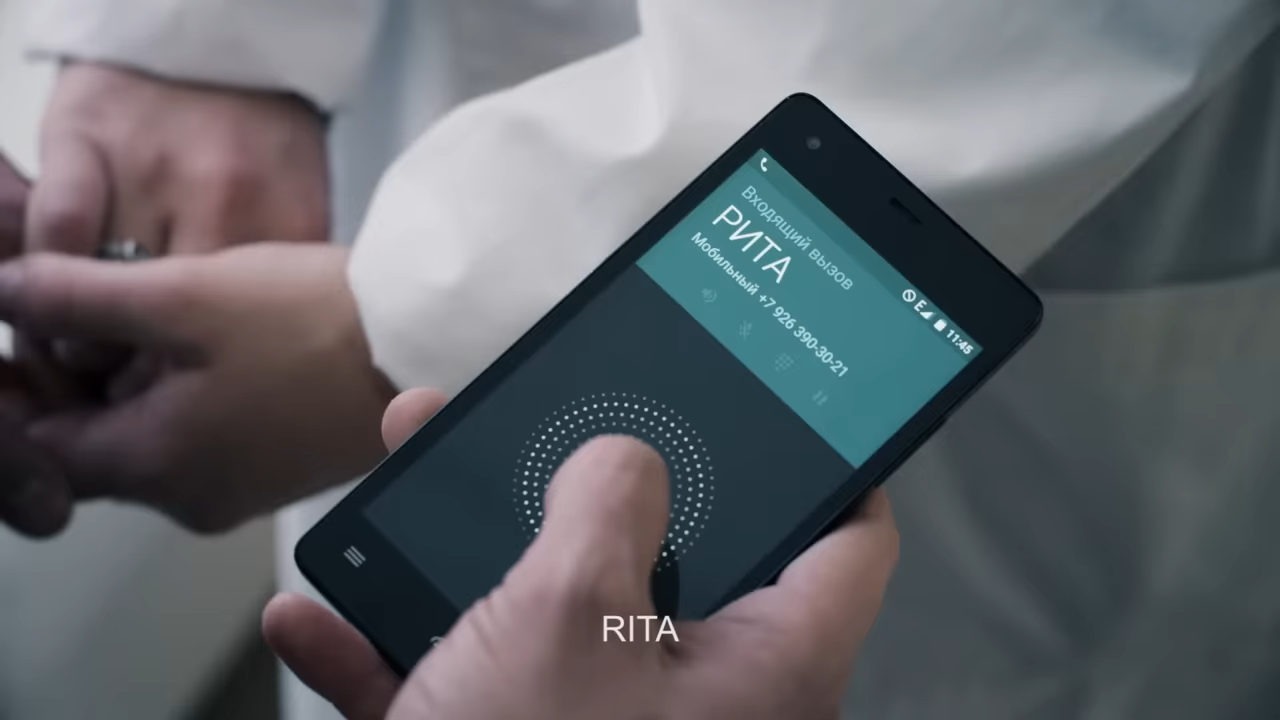 11:45
Входящий вызов
РИТА
Мобильный +7 926 390-30-21
RITA